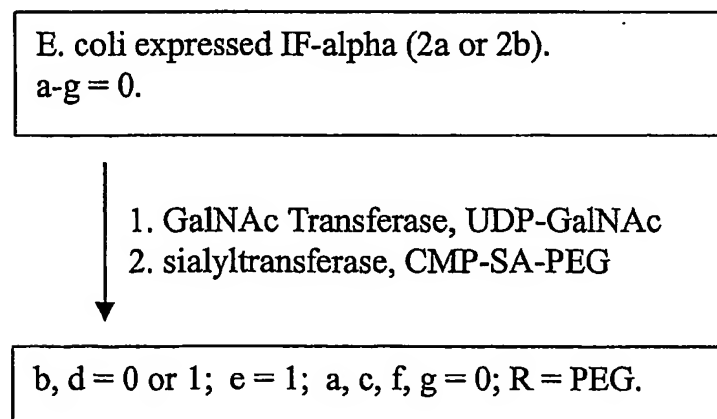 E. coli expressed IF-alpha (2a or 2b).
a-g = 0.
1. GalNAc Transferase, UDP-GalNAc
2. sialyltransferase, CMP-SA-PEG
b, d = 0 or 1; e = 1; a, c, f, g = 0; R = PEG.